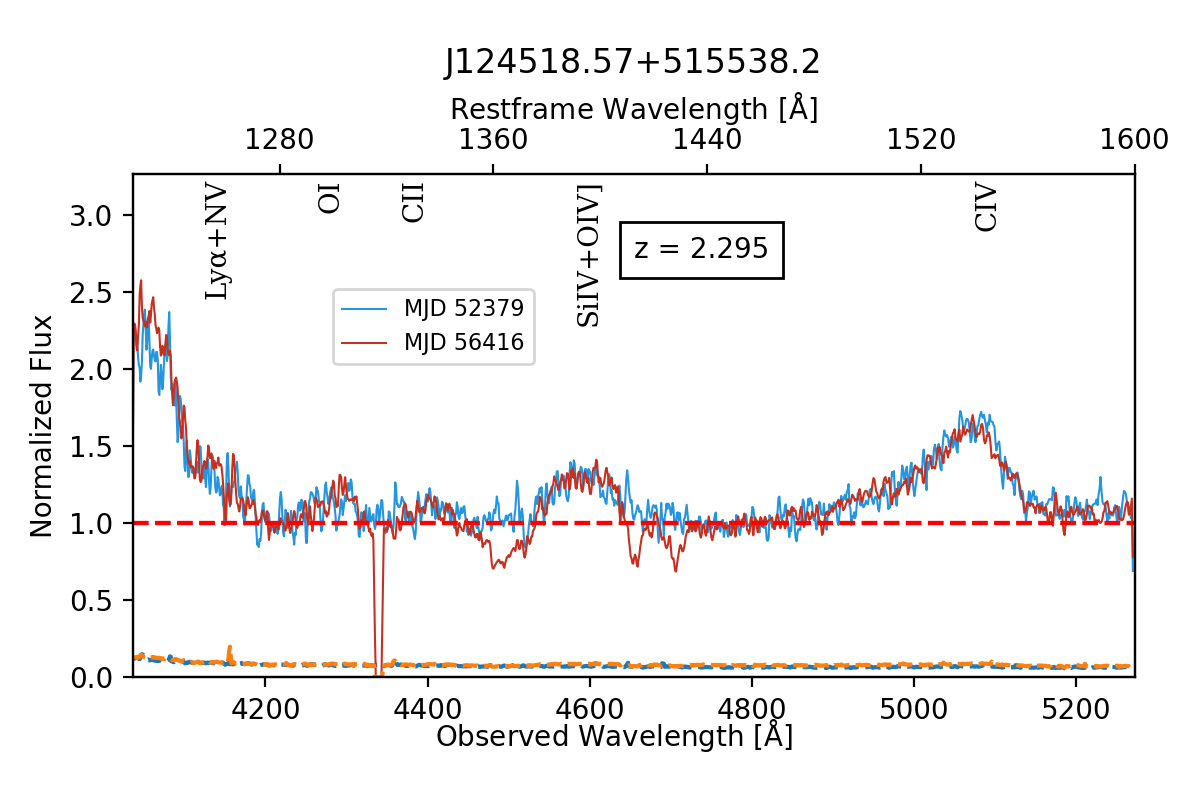 J124518.57+515538.2
Restframe Wavelength [Å]
1280 1360 1440 1520 1600
Lyα+NV
OI
CII
SiIV+OIV]
CIV
z = 2.295
MJD 52379
MJD 56416
Normalized Flux
3.0
2.5
2.0
1.5
1.0
0.5
0.0
4200 4400 4600 4800 5000 5200
Observed Wavelength [Å]